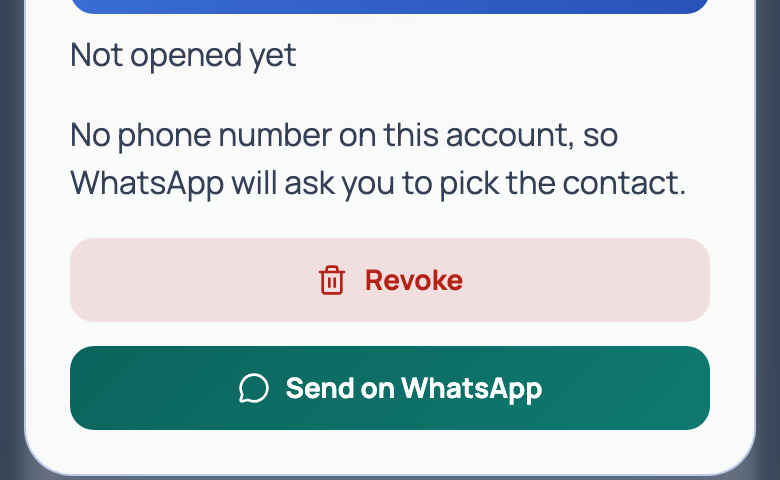 Not opened yet
No phone number on this account, so
WhatsApp will ask you to pick the contact.
Revoke
Send on WhatsApp